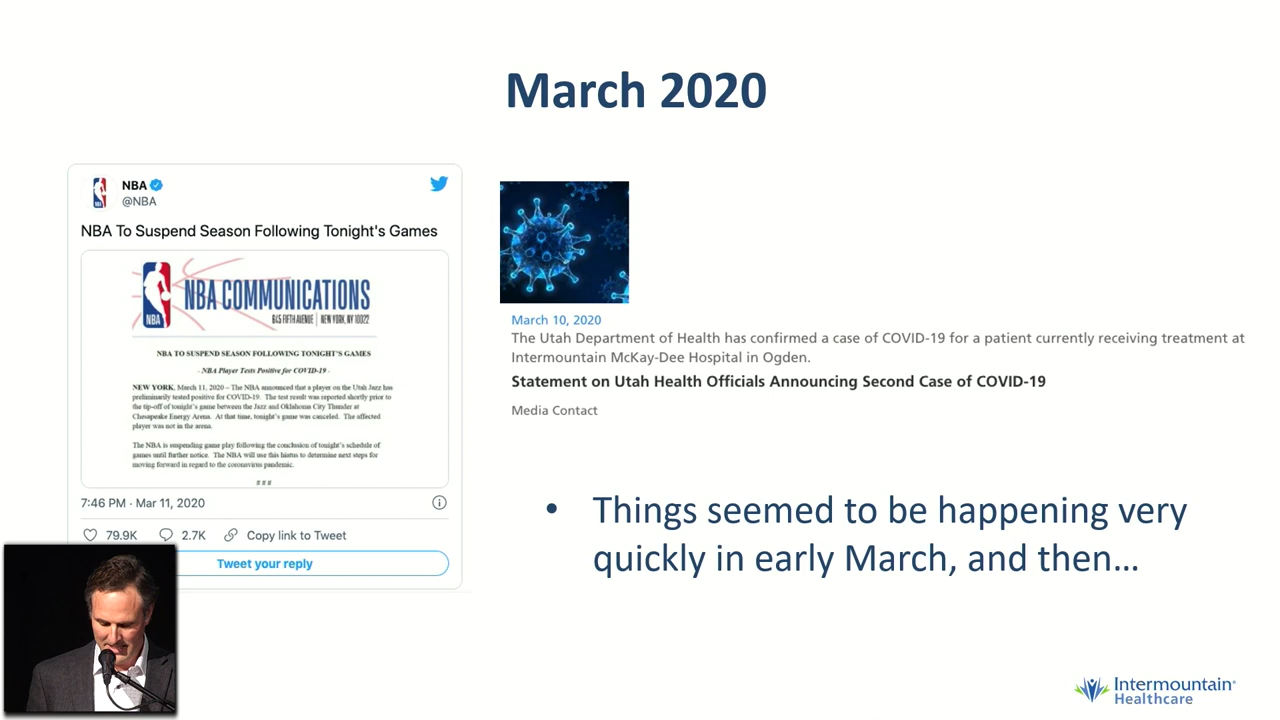 March 2020
NBA
@NBA
NBA To Suspend Season Following Tonight's Games
NBA
NBA COMMUNICATIONS
645 FIFTH AVENUE | NEW YORK, NY 10022
NBA TO SUSPEND SEASON FOLLOWING TONIGHT'S GAMES
- NBA Player Tests Positive for COVID-19 -
NEW YORK, March 11, 2020 – The NBA announced that a player on the Utah Jazz has
preliminarily tested positive for COVID-19. The test result was reported shortly prior to
the tip-off of tonight's game between the Jazz and Oklahoma City Thunder at
Chesapeake Energy Arena. At that time, tonight's game was canceled. The affected
player was not in the arena.
The NBA is suspending game play following the conclusion of tonight's schedule of
games until further notice. The NBA will use this hiatus to determine next steps for
moving forward in regard to the coronavirus pandemic.
###
7:46 PM · Mar 11, 2020
79.9K 2.7K Copy link to Tweet
Tweet your reply
March 10, 2020
The Utah Department of Health has confirmed a case of COVID-19 for a patient currently receiving treatment at
Intermountain McKay-Dee Hospital in Ogden.
Statement on Utah Health Officials Announcing Second Case of COVID-19
Media Contact
• Things seemed to be happening very
quickly in early March, and then…
Intermountain®
Healthcare